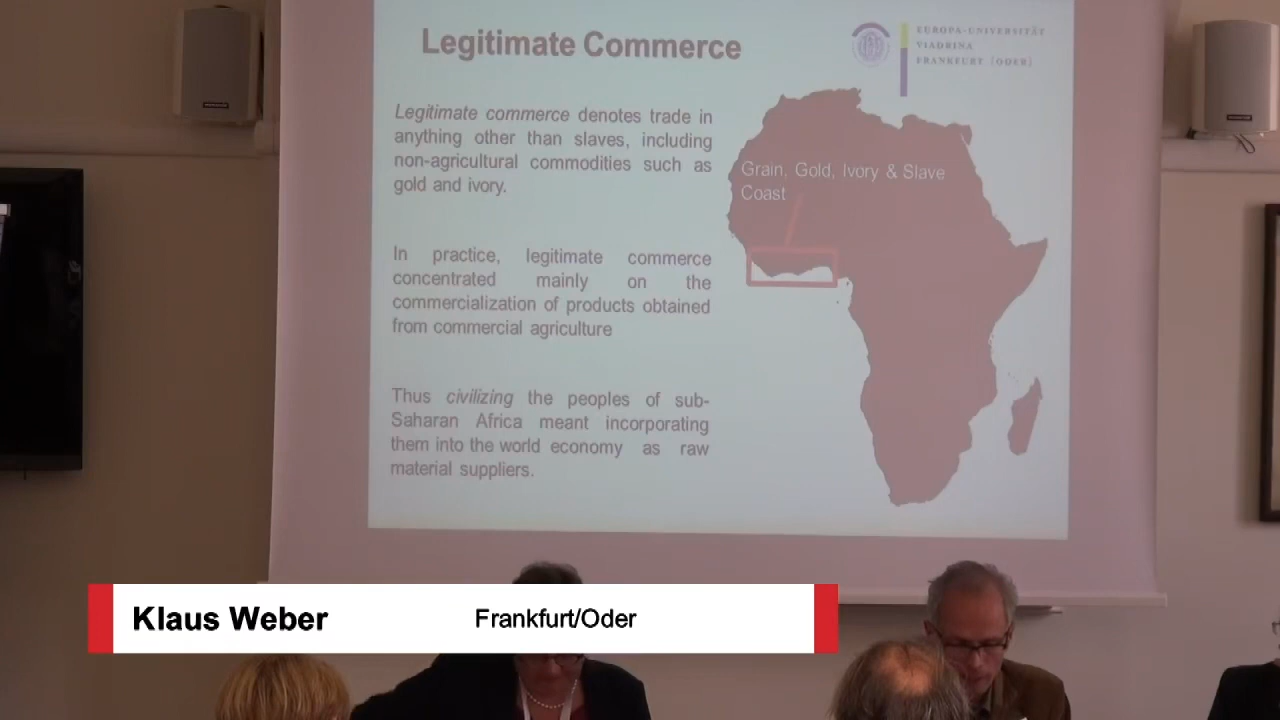 Legitimate Commerce
EUROPA-UNIVERSITÄT
VIADRINA
FRANKFURT (ODER)
Legitimate commerce denotes trade in
anything other than slaves, including
non-agricultural commodities such as
gold and ivory.
Grain, Gold, Ivory & Slave
Coast
In practice, legitimate commerce
concentrated mainly on the
commercialization of products obtained
from commercial agriculture
Thus civilizing the peoples of sub-
Saharan Africa meant incorporating
them into the world economy as raw
material suppliers.
Klaus Weber Frankfurt/Oder